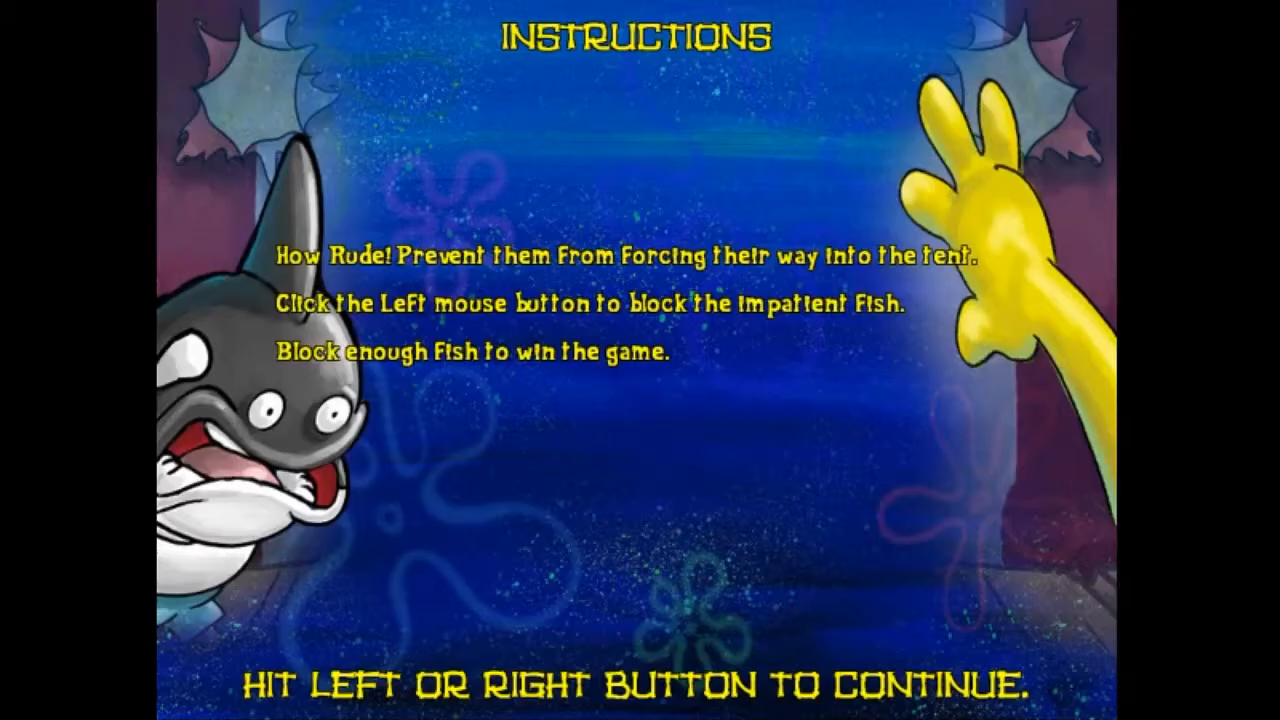 INSTRUCTIONS
How Rude! Prevent them From Forcing their way into the tent.
Click the Left mouse button to block the impatient Fish.
Block enough Fish to win the game.
HIT LEFT OR RIGHT BUTTON TO CONTINUE.